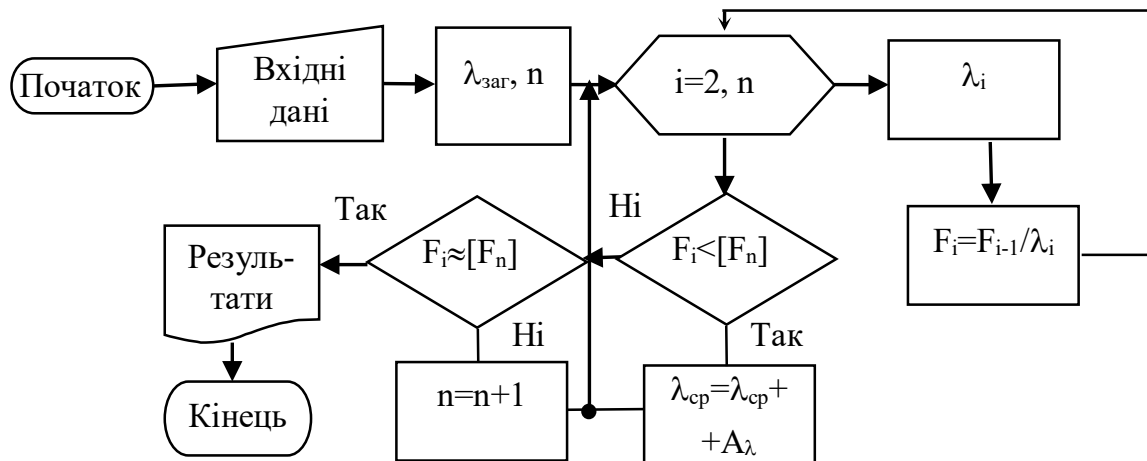 Початок
Вхідні
дані
λзаг, n
i=2, n
λi
Fi=Fi-1/λi
Fi<[Fn]
Ні
Так
λср=λср+
+Аλ
Fi≈[Fn]
Так
Ні
n=n+1
Резуль-
тати
Кінець